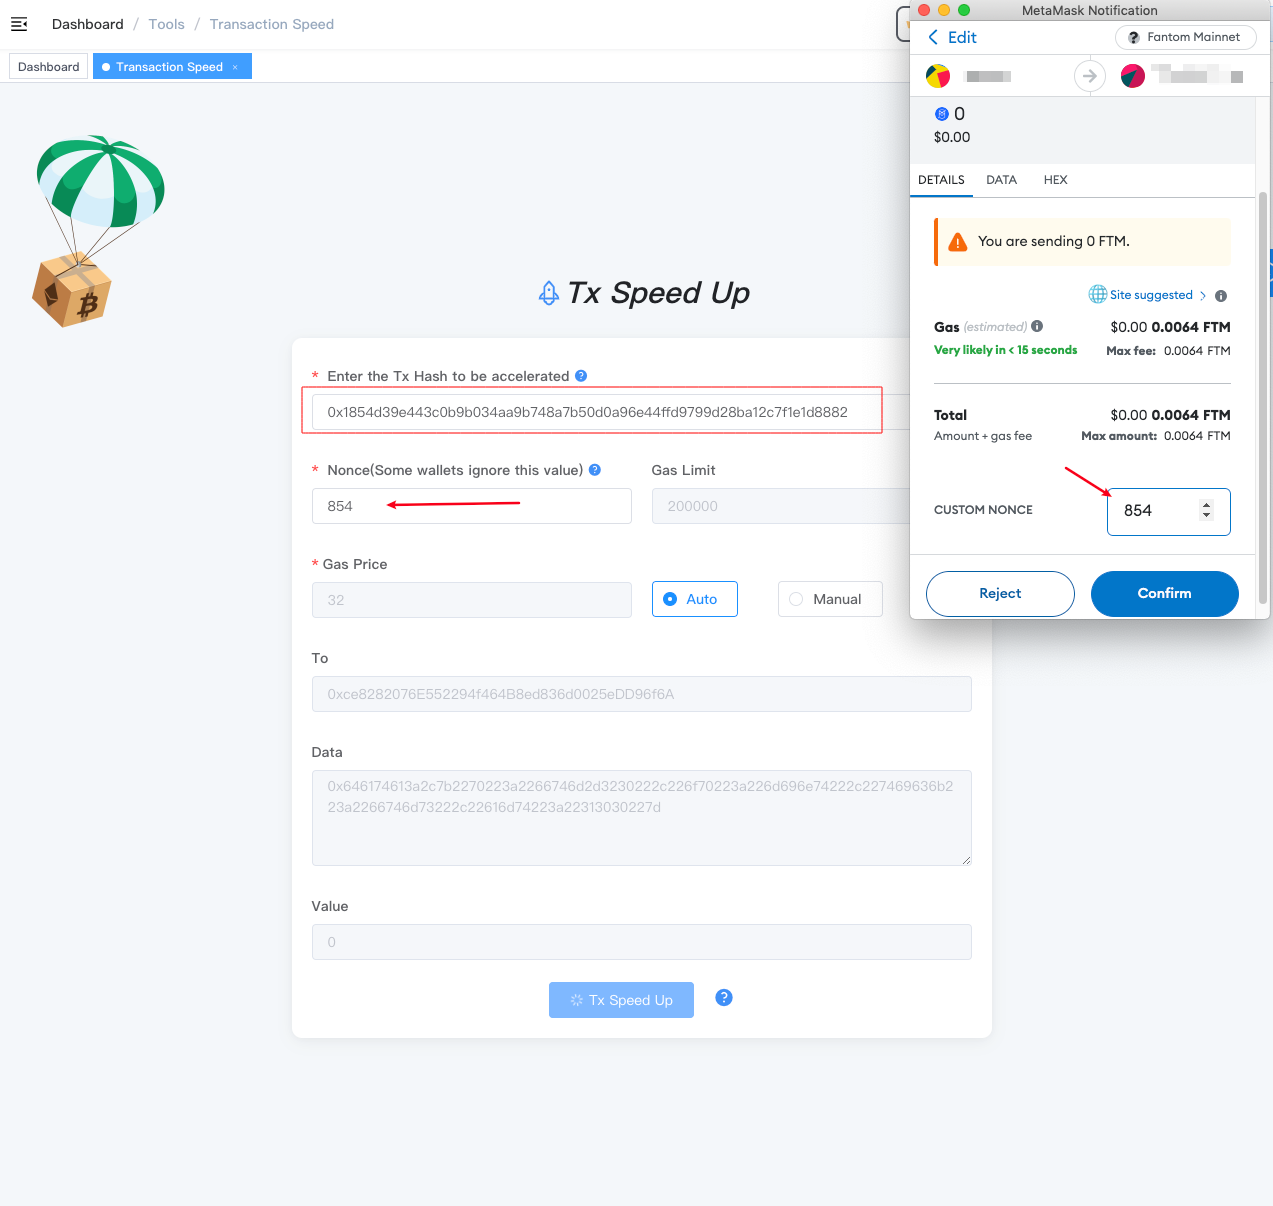 Dashboard / Tools / Transaction Speed
Dashboard
Transaction Speed ×
Tx Speed Up
* Enter the Tx Hash to be accelerated ?
0x1854d39e443c0b9b034aa9b748a7b50d0a96e44ffd9799d28ba12c7f1e1d8882
* Nonce(Some wallets ignore this value) ?
Gas Limit
854
200000
* Gas Price
32
Auto
Manual
To
0xce8282076E552294f464B8ed836d0025eDD96f6A
Data
0x646174613a2c7b2270223a2266746d2d3230222c226f70223a226d696e74222c227469636b2
23a2266746d73222c22616d74223a22313030227d
Value
0
Tx Speed Up ?
MetaMask Notification
Edit
? Fantom Mainnet
0
$0.00
DETAILS DATA HEX
You are sending 0 FTM.
Site suggested
Gas (estimated) $0.00 0.0064 FTM
Very likely in < 15 seconds Max fee: 0.0064 FTM
Total $0.00 0.0064 FTM
Amount + gas fee Max amount: 0.0064 FTM
CUSTOM NONCE 854
Reject Confirm